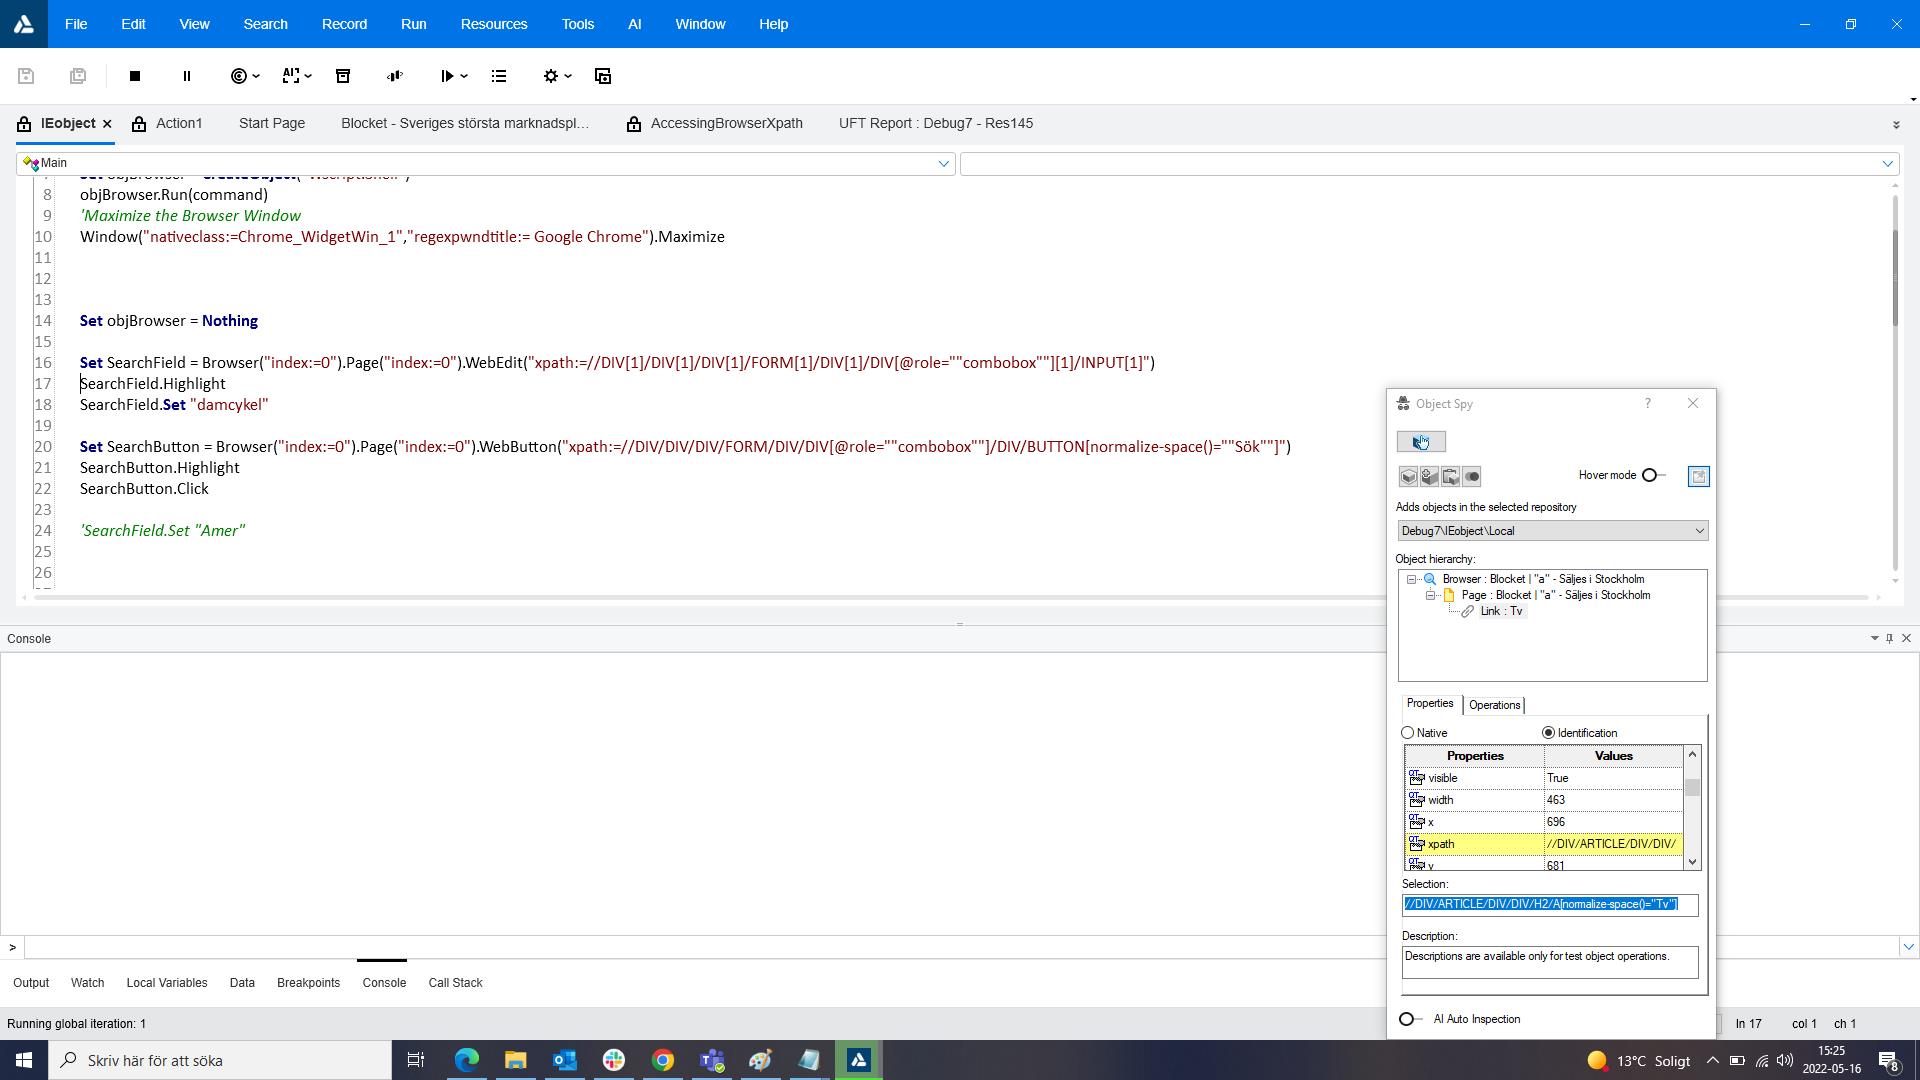 File Edit View Search Record Run Resources Tools AI Window Help
AI
IEobject Action1 Start Page Blocket - Sveriges största marknadspl... AccessingBrowserXpath UFT Report : Debug7 - Res145
Main
8 objBrowser.Run(command)
9 'Maximize the Browser Window
10 Window("nativeclass:=Chrome_WidgetWin_1","regexpwndtitle:= Google Chrome").Maximize
11
12
13
14 Set objBrowser = Nothing
15
16 Set SearchField = Browser("index:=0").Page("index:=0").WebEdit("xpath:=//DIV[1]/DIV[1]/DIV[1]/FORM[1]/DIV[1]/DIV[@role=""combobox""][1]/INPUT[1]")
17 SearchField.Highlight
18 SearchField.Set "damcykel"
19
20 Set SearchButton = Browser("index:=0").Page("index:=0").WebButton("xpath:=//DIV/DIV/DIV/FORM/DIV/DIV[@role=""combobox""]/DIV/BUTTON[normalize-space()=""Sök""]")
21 SearchButton.Highlight
22 SearchButton.Click
23
24 'SearchField.Set "Amer"
25
26
Object Spy ?
Hover mode
Adds objects in the selected repository
Debug7\IEobject\Local
Object hierarchy:
Browser : Blocket | "a" - Säljes i Stockholm
Page : Blocket | "a" - Säljes i Stockholm
Link : Tv
Properties Operations
Native Identification
Properties Values
visible True
width 463
x 696
xpath //DIV/ARTICLE/DIV/DIV/
y 681
Selection:
//DIV/ARTICLE/DIV/DIV/H2/A[normalize-space()="Tv"]
Description:
Descriptions are available only for test object operations.
AI Auto Inspection
Console
>
Output Watch Local Variables Data Breakpoints Console Call Stack
Running global iteration: 1
ln 17 col 1 ch 1
Skriv här för att söka
13°C Soligt
15:25
2022-05-16
8